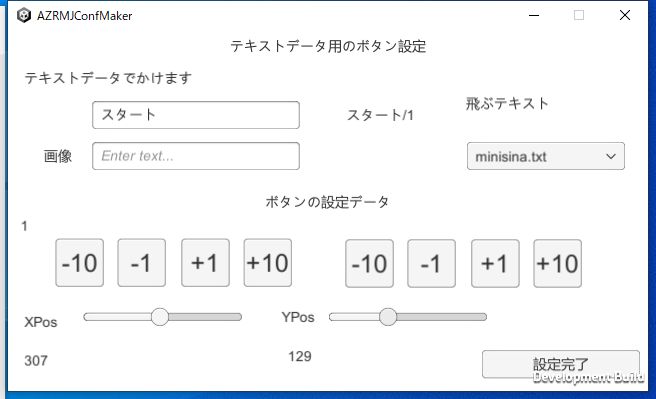 AZRMJConfMaker
テキストデータ用のボタン設定
テキストデータでかけます
スタート
スタート/1
飛ぶテキスト
画像
Enter text...
minisina.txt
ボタンの設定データ
1
-10 -1 +1 +10 -10 -1 +1 +10
XPos
YPos
307
129
設定完了
Development Build